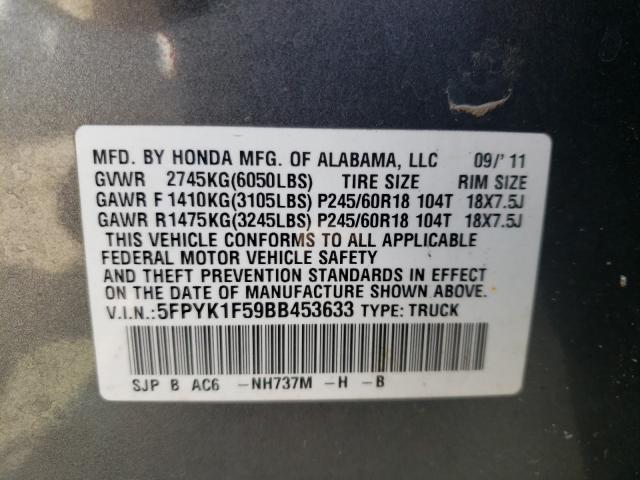 MFD. BY HONDA MFG. OF ALABAMA, LLC 09/'11
GVWR 2745KG(6050LBS) TIRE SIZE RIM SIZE
GAWR F 1410KG(3105LBS) P245/60R18 104T 18X7.5J
GAWR R 1475KG(3245LBS) P245/60R18 104T 18X7.5J
THIS VEHICLE CONFORMS TO ALL APPLICABLE
FEDERAL MOTOR VEHICLE SAFETY
AND THEFT PREVENTION STANDARDS IN EFFECT
ON THE DATE OF MANUFACTURE SHOWN ABOVE.
V.I.N.:5FPYK1F59BB453633 TYPE: TRUCK
SJP B AC6 -NH737M -H -B